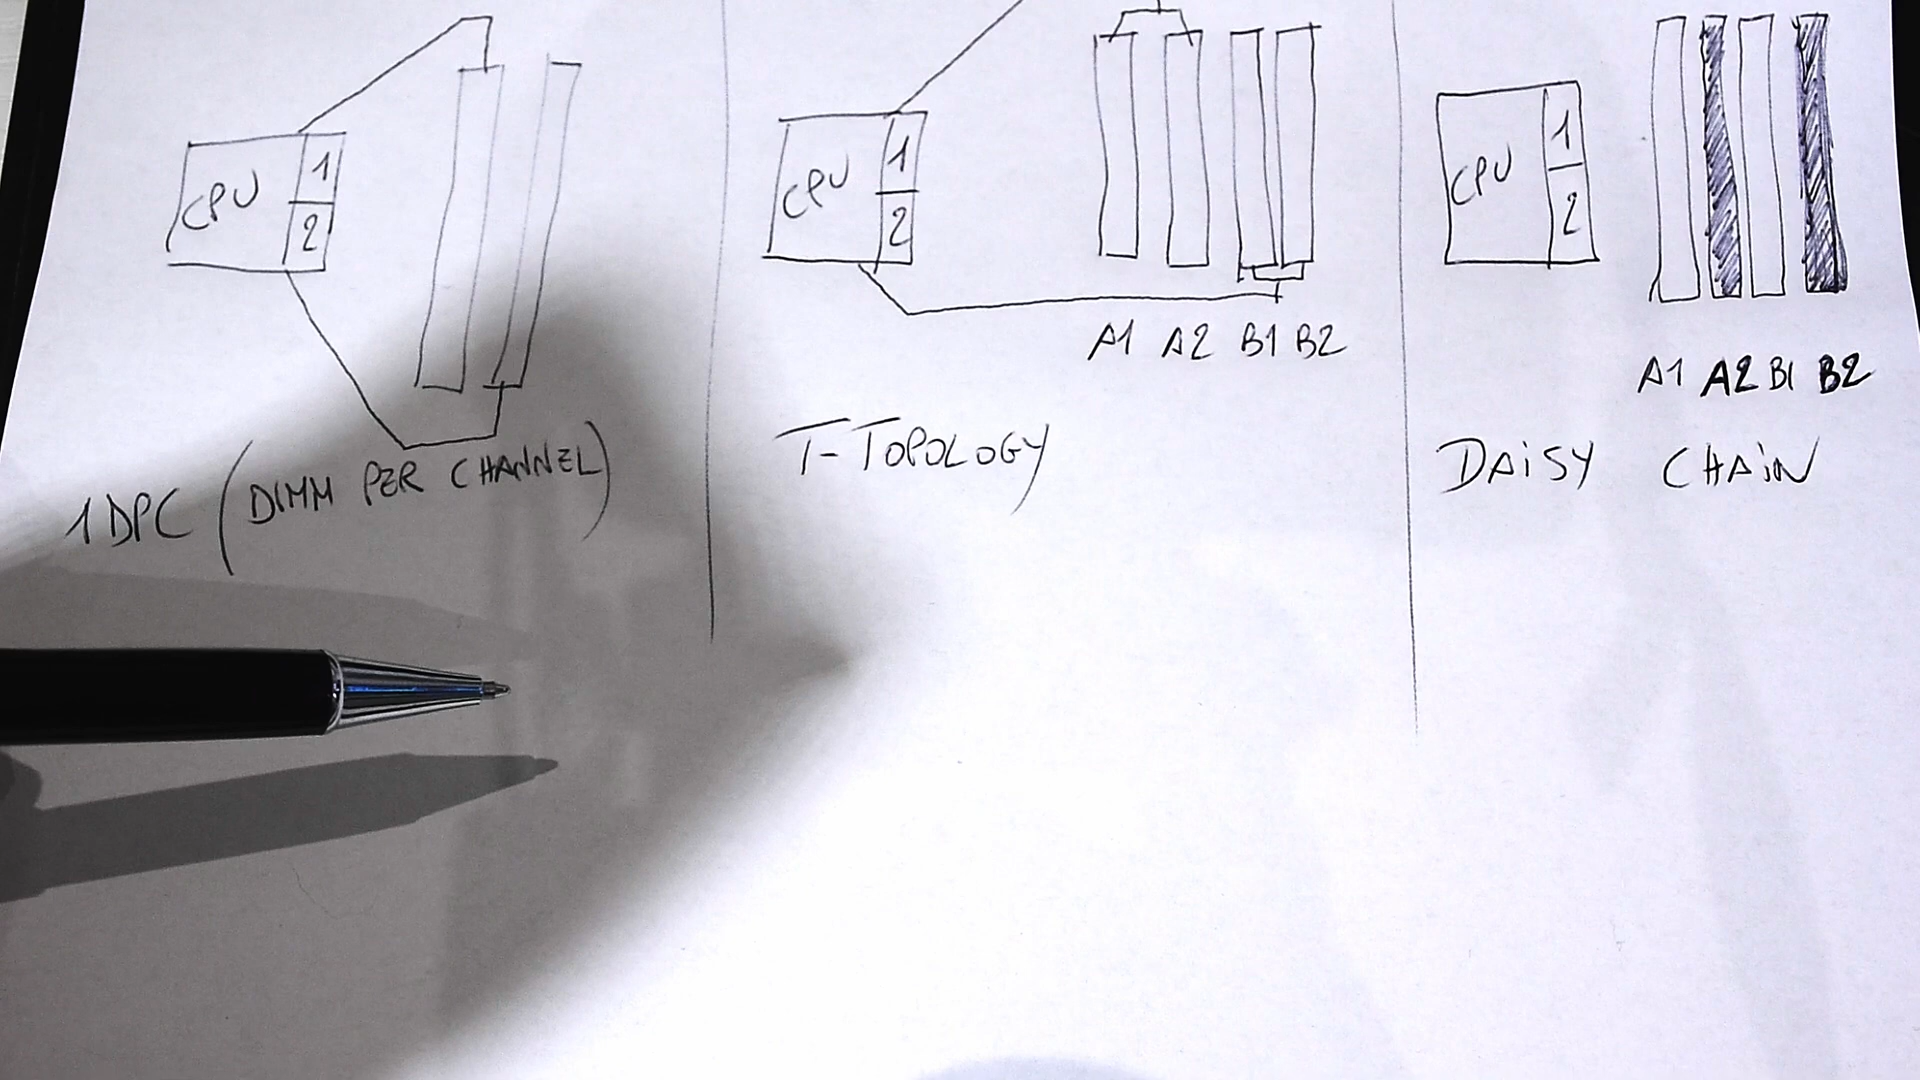 CPU 1
2
1DPC (DIMM PER CHANNEL)
CPU 1
2
A1 A2 B1 B2
T-TOPOLOGY
CPU 1
2
A1 A2 B1 B2
DAiSY CHAiN